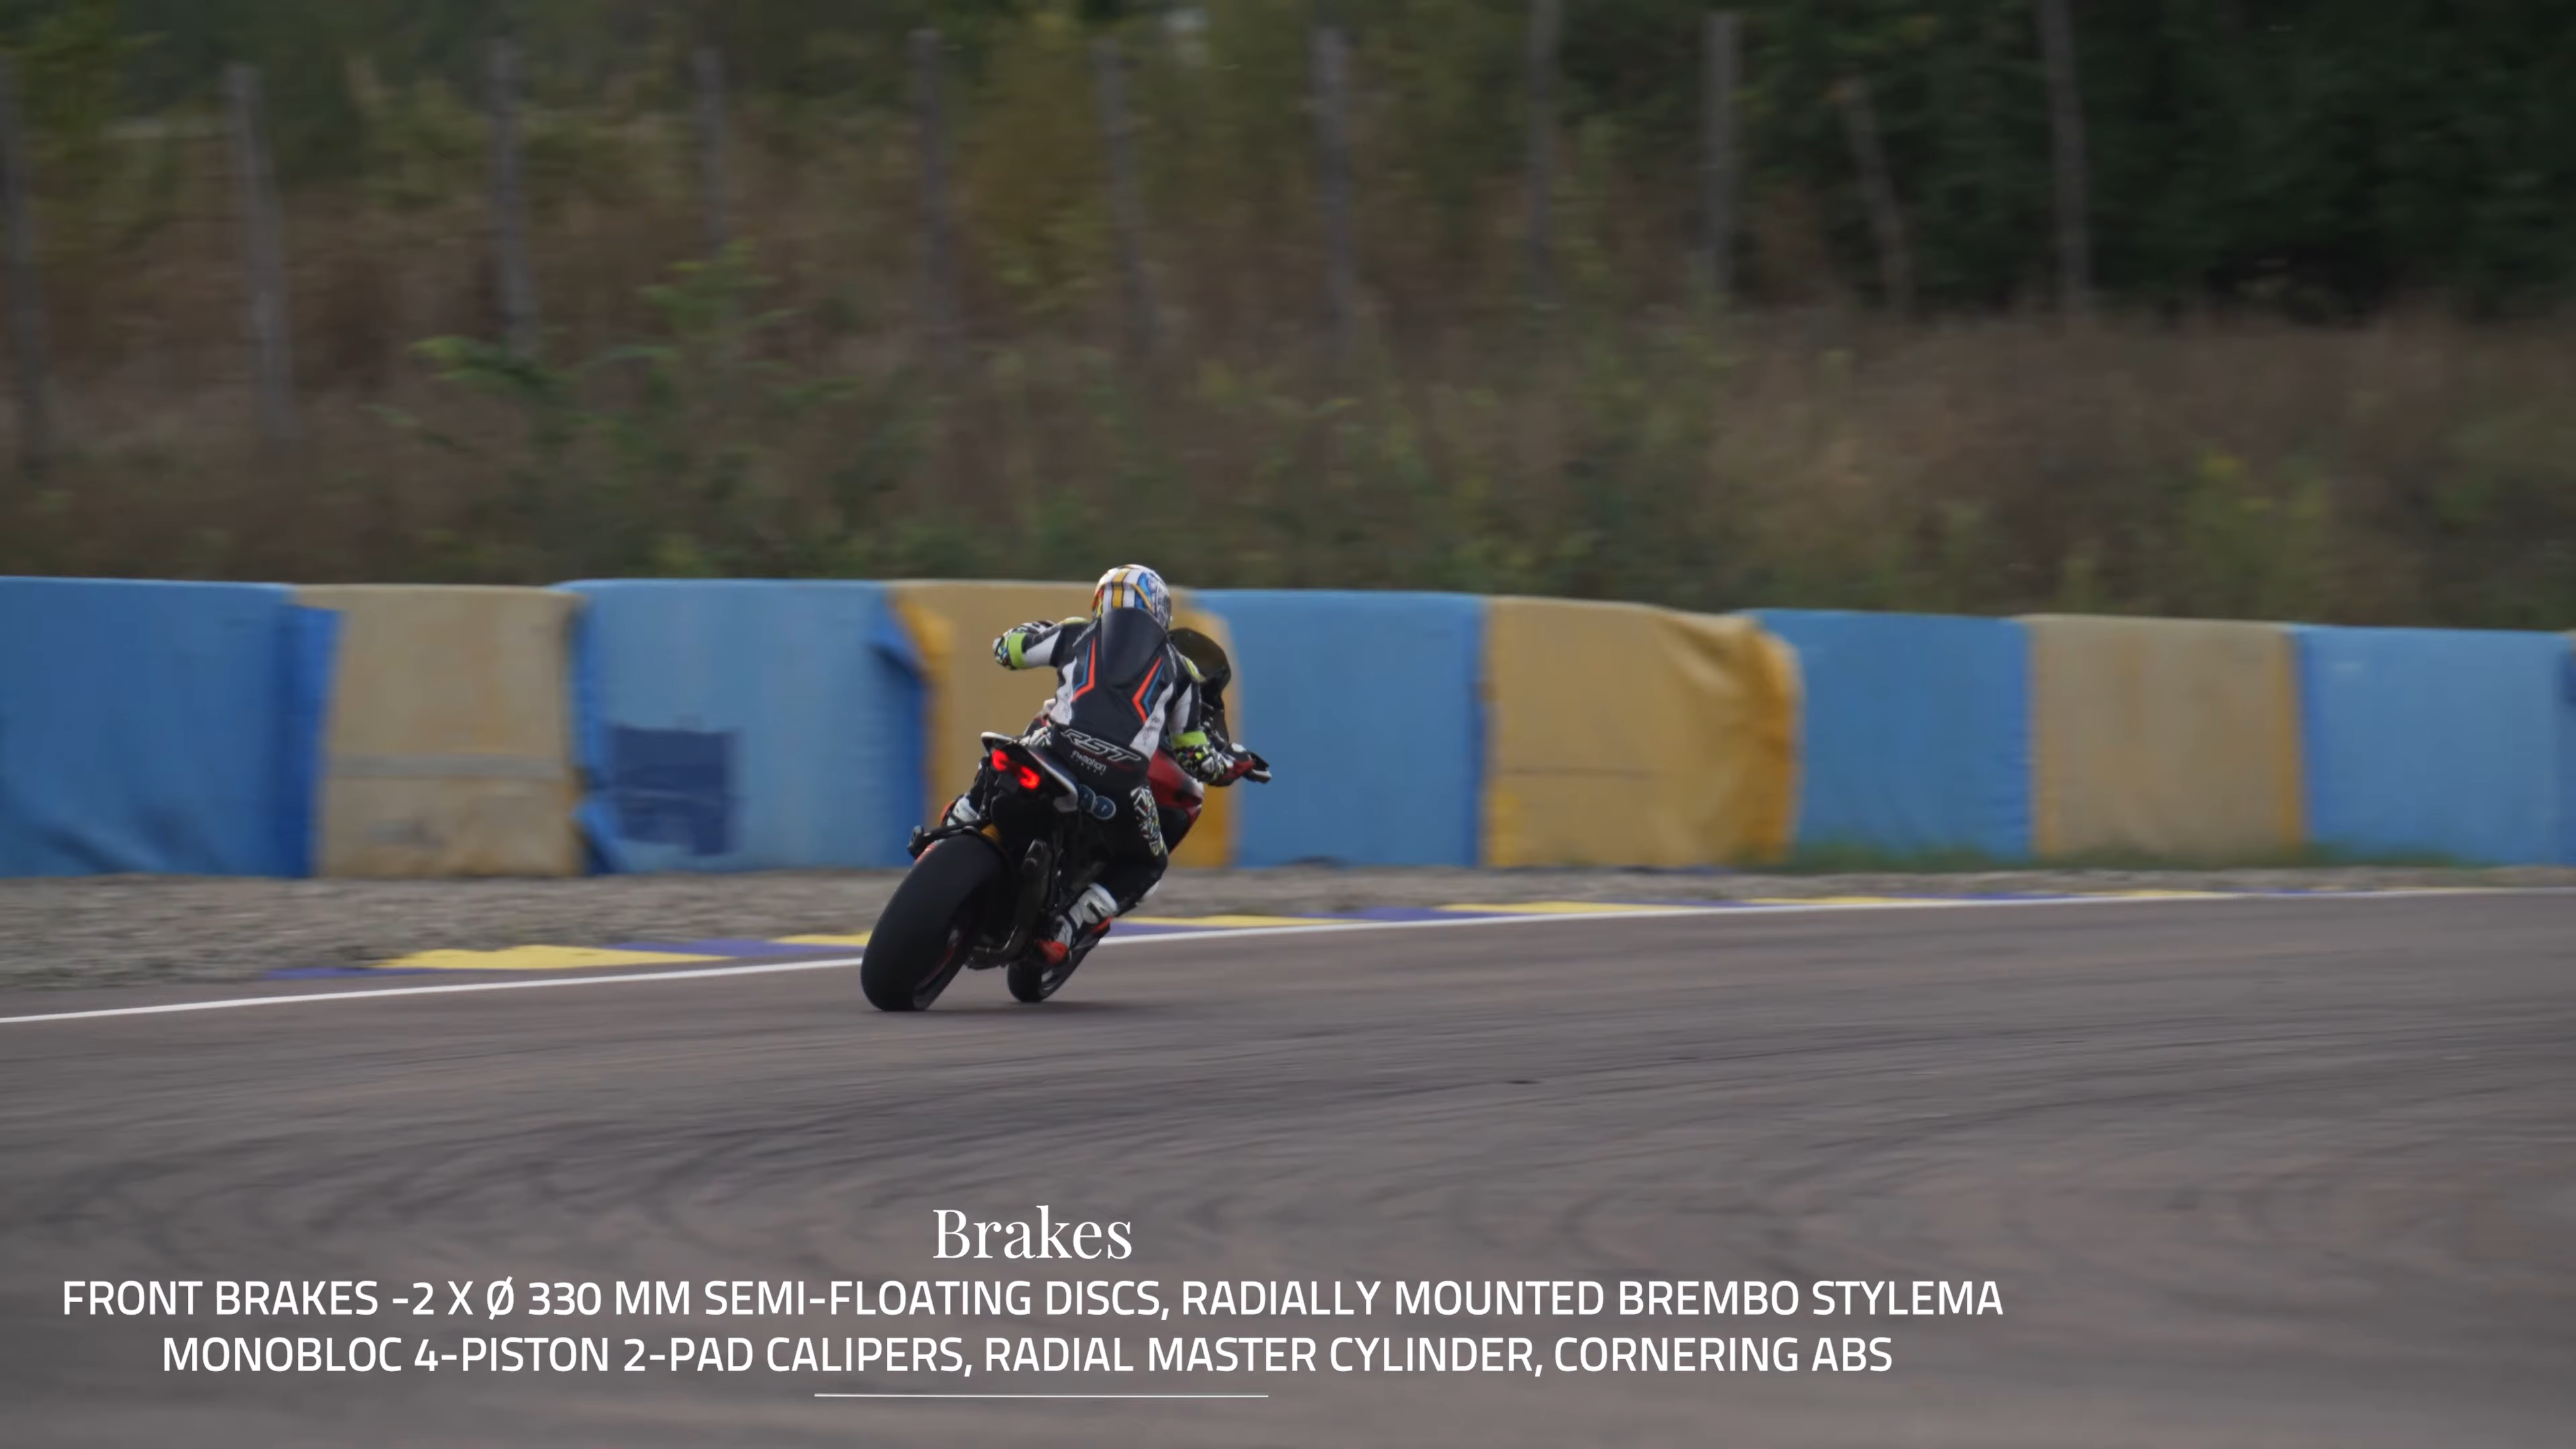 RST
Brakes
FRONT BRAKES -2 X Ø 330 MM SEMI-FLOATING DISCS, RADIALLY MOUNTED BREMBO STYLEMA
MONOBLOC 4-PISTON 2-PAD CALIPERS, RADIAL MASTER CYLINDER, CORNERING ABS